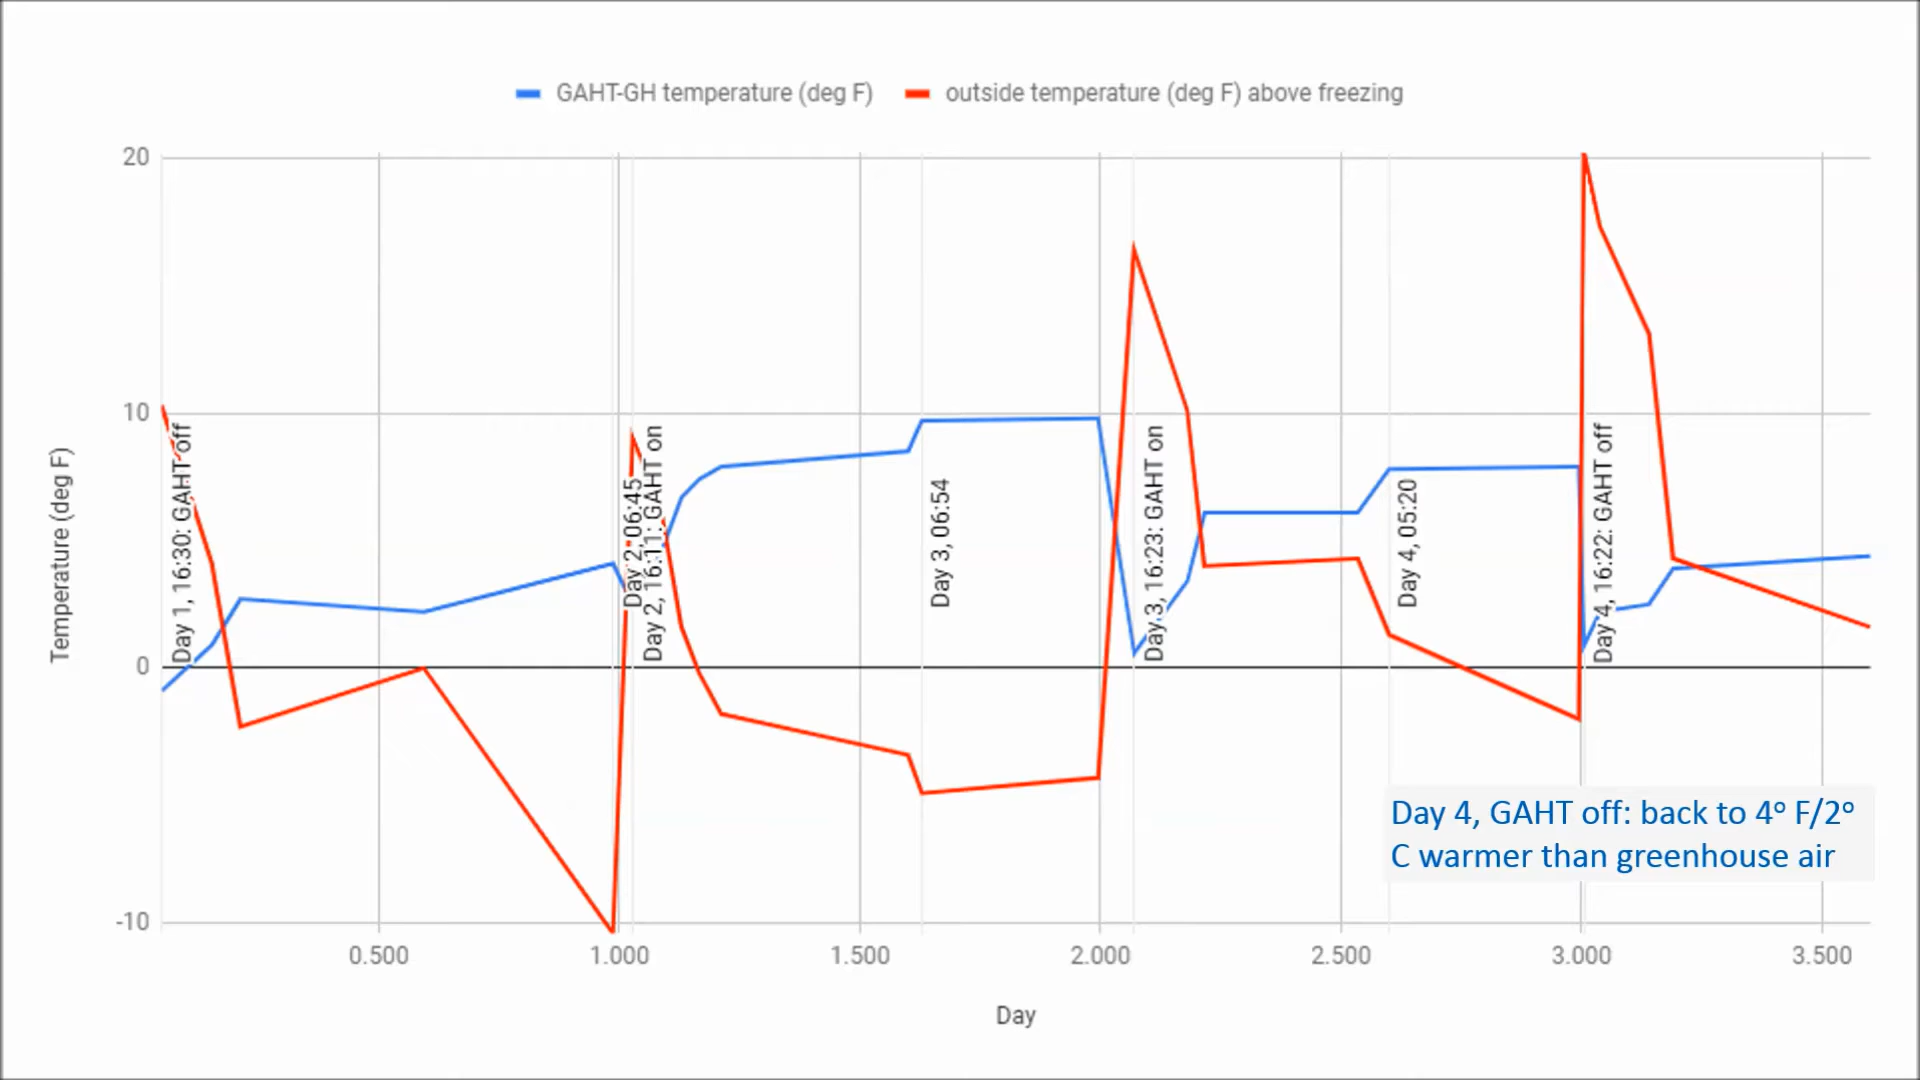 GAHT-GH temperature (deg F)
outside temperature (deg F) above freezing
20
10
0
-10
Temperature (deg F)
Day 1, 16:30: GAHT off
Day 2, 06:45
Day 2, 16:11: GAHT on
Day 3, 06:54
Day 3, 16:23: GAHT on
Day 4, 05:20
Day 4, 16:22: GAHT off
Day 4, GAHT off: back to 4º F/2º
C warmer than greenhouse air
0.500
1.000
1.500
2.000
2.500
3.000
3.500
Day